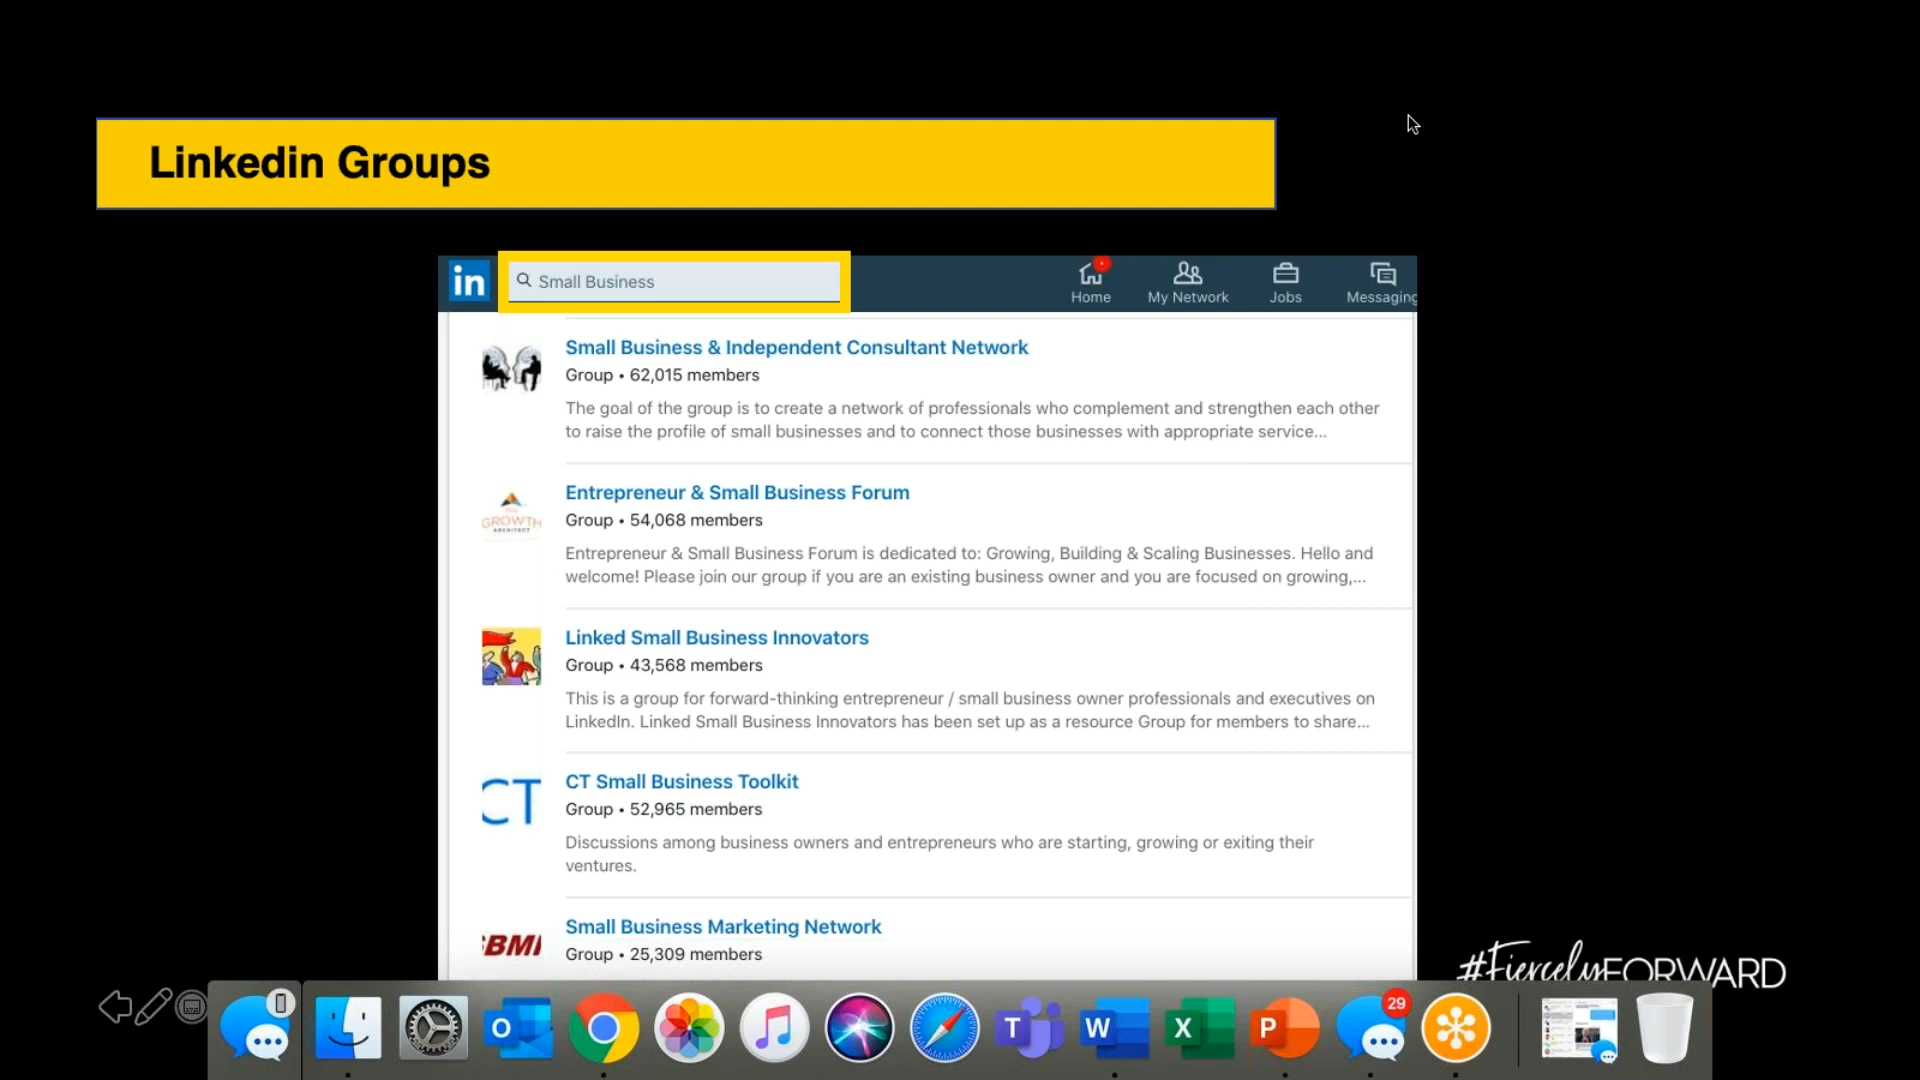 Linkedin Groups
in
Small Business
Home
My Network
Jobs
Messaging
Small Business & Independent Consultant Network
Group • 62,015 members
The goal of the group is to create a network of professionals who complement and strengthen each other
to raise the profile of small businesses and to connect those businesses with appropriate service...
GROWTH
ARCHITECT
Entrepreneur & Small Business Forum
Group • 54,068 members
Entrepreneur & Small Business Forum is dedicated to: Growing, Building & Scaling Businesses. Hello and
welcome! Please join our group if you are an existing business owner and you are focused on growing,...
Linked Small Business Innovators
Group • 43,568 members
This is a group for forward-thinking entrepreneur / small business owner professionals and executives on
LinkedIn. Linked Small Business Innovators has been set up as a resource Group for members to share...
CT
CT Small Business Toolkit
Group • 52,965 members
Discussions among business owners and entrepreneurs who are starting, growing or exiting their
ventures.
Small Business Marketing Network
Group • 25,309 members
#FiercelyFORWARD
O
T
W
X
P
29